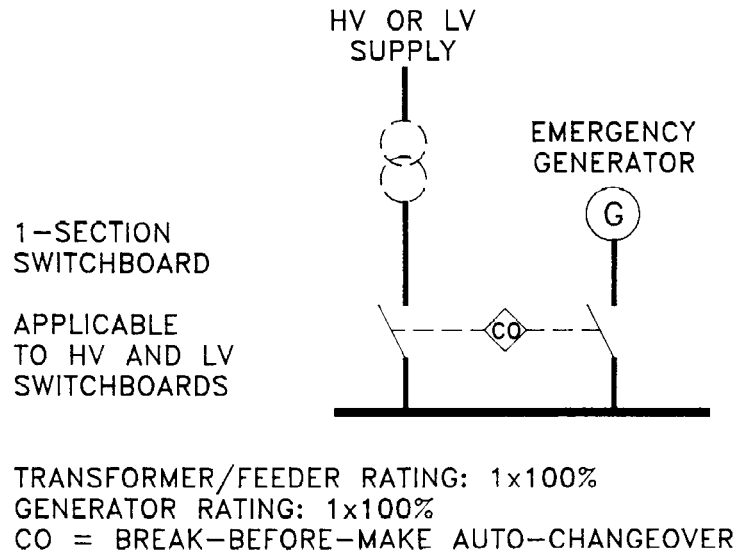 HV OR LV
SUPPLY
EMERGENCY
GENERATOR
G
1-SECTION
SWITCHBOARD
APPLICABLE
TO HV AND LV
SWITCHBOARDS
CO
TRANSFORMER/FEEDER RATING: 1x100%
GENERATOR RATING: 1x100%
CO = BREAK-BEFORE-MAKE AUTO-CHANGEOVER